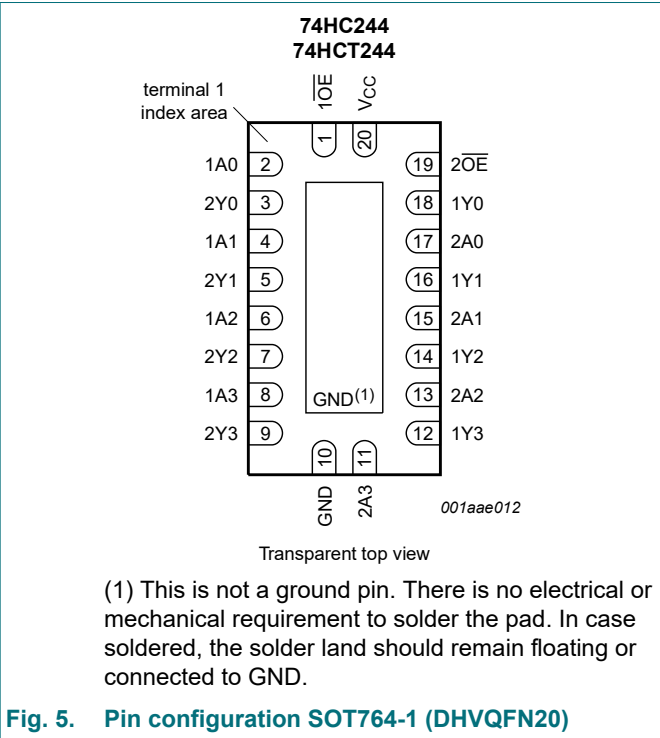 74HC244
74HCT244
terminal 1
index area
1O̅E̅
VCC
1
20
1A0 2 19 2O̅E̅
2Y0 3 18 1Y0
1A1 4 17 2A0
2Y1 5 16 1Y1
1A2 6 15 2A1
2Y2 7 14 1Y2
1A3 8 13 2A2
GND(1)
2Y3 9 12 1Y3
10
11
GND
2A3
001aae012
Transparent top view
(1) This is not a ground pin. There is no electrical or
mechanical requirement to solder the pad. In case
soldered, the solder land should remain floating or
connected to GND.
Fig. 5. Pin configuration SOT764-1 (DHVQFN20)